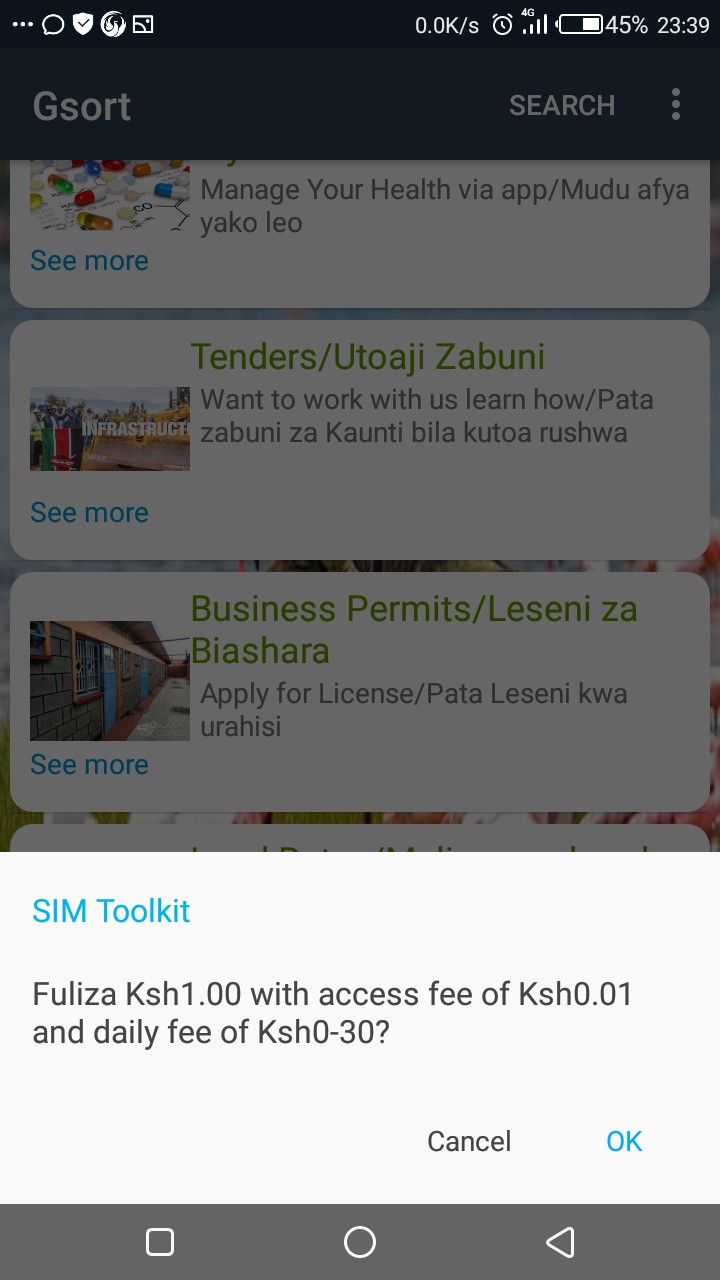 0.0K/s 4G 45% 23:39
Gsort SEARCH
Manage Your Health via app/Mudu afya
yako leo
See more
Tenders/Utoaji Zabuni
INFRASTRUCT
Want to work with us learn how/Pata
zabuni za Kaunti bila kutoa rushwa
See more
Business Permits/Leseni za
Biashara
Apply for License/Pata Leseni kwa
urahisi
See more
SIM Toolkit
Fuliza Ksh1.00 with access fee of Ksh0.01
and daily fee of Ksh0-30?
Cancel OK